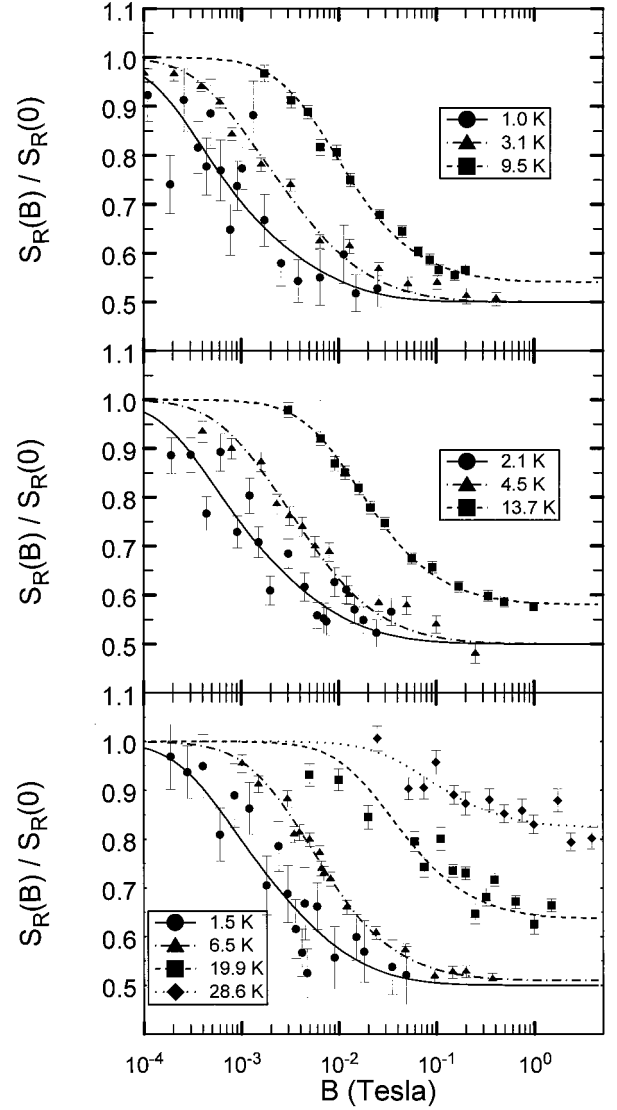 1.1
1.0
0.9
0.8
0.7
0.6
0.5
S_R(B) / S_R(0)
1.0 K
3.1 K
9.5 K
1.1
1.0
0.9
0.8
0.7
0.6
0.5
S_R(B) / S_R(0)
2.1 K
4.5 K
13.7 K
1.1
1.0
0.9
0.8
0.7
0.6
0.5
S_R(B) / S_R(0)
1.5 K
6.5 K
19.9 K
28.6 K
10⁻⁴ 10⁻³ 10⁻² 10⁻¹ 10⁰
B (Tesla)